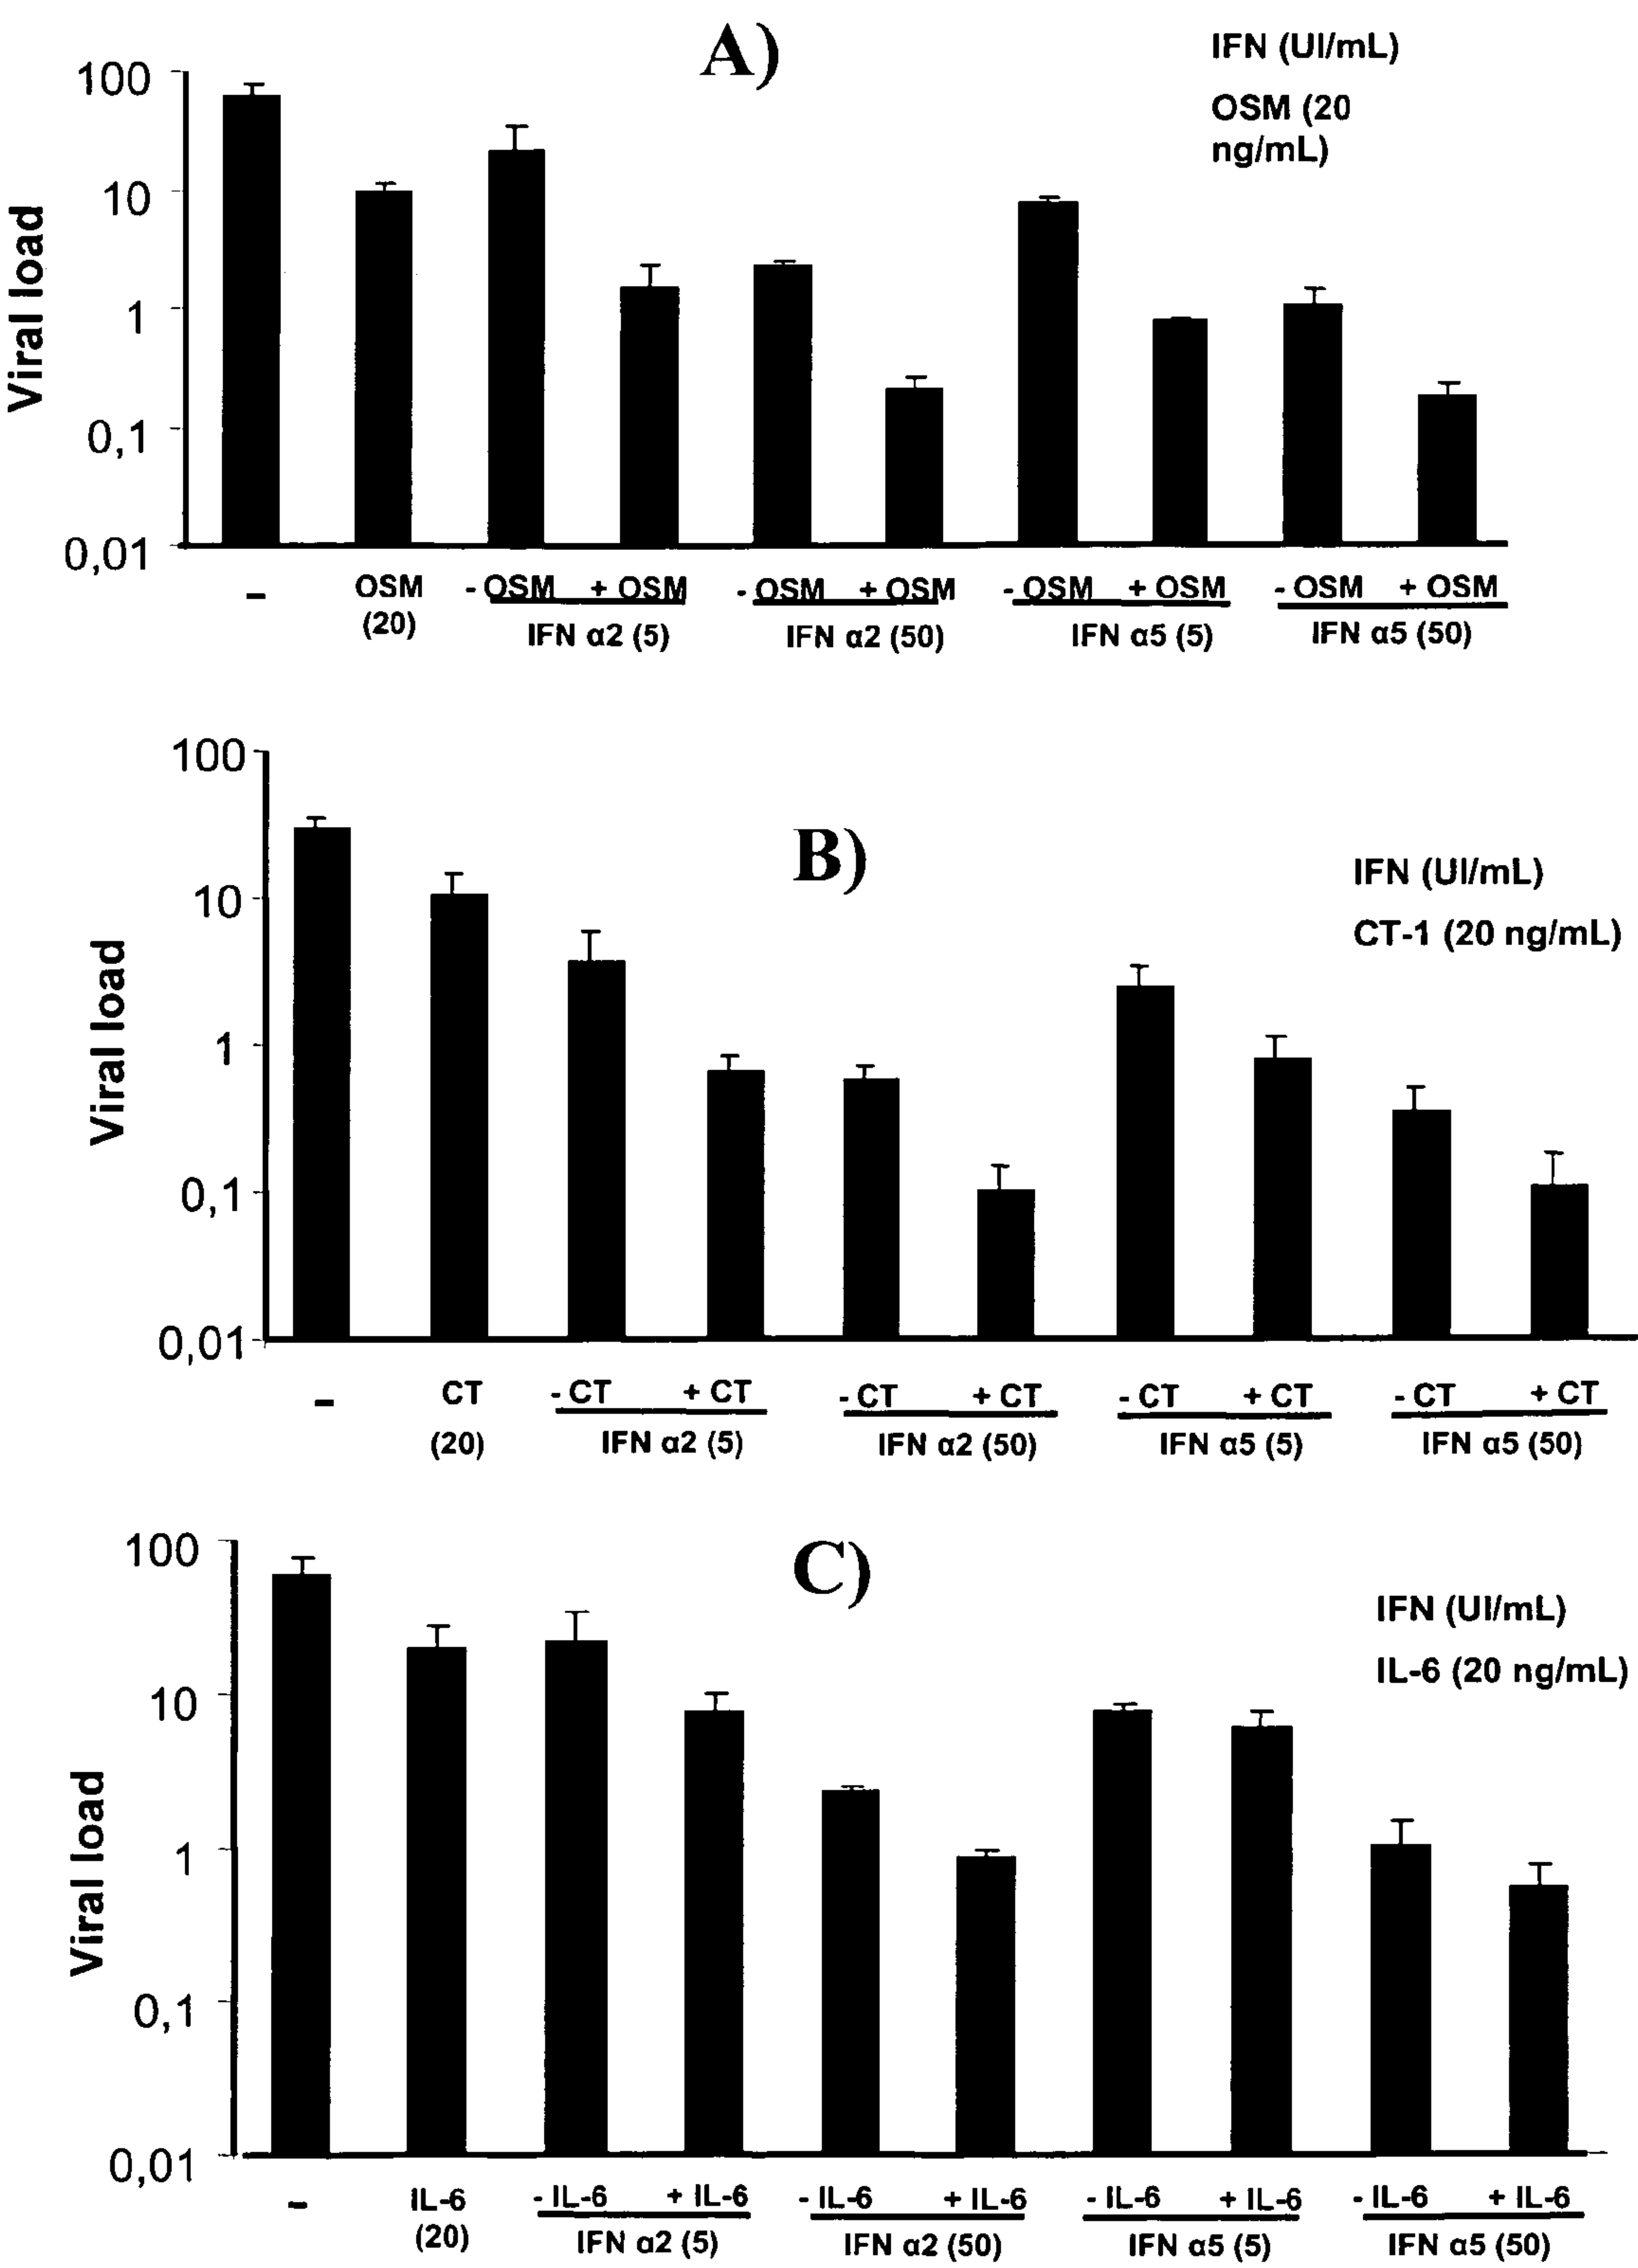 A)
IFN (UI/mL)
OSM (20
ng/mL)
Viral load
100
10
1
0,1
0,01
– OSM - OSM + OSM - OSM + OSM - OSM + OSM - OSM + OSM
(20) IFN α2 (5) IFN α2 (50) IFN α5 (5) IFN α5 (50)
B)
IFN (UI/mL)
CT-1 (20 ng/mL)
Viral load
100
10
1
0,1
0,01
– CT - CT + CT - CT + CT - CT + CT - CT + CT
(20) IFN α2 (5) IFN α2 (50) IFN α5 (5) IFN α5 (50)
C)
IFN (UI/mL)
IL-6 (20 ng/mL)
Viral load
100
10
1
0,1
0,01
– IL-6 - IL-6 + IL-6 - IL-6 + IL-6 - IL-6 + IL-6 - IL-6 + IL-6
(20) IFN α2 (5) IFN α2 (50) IFN α5 (5) IFN α5 (50)